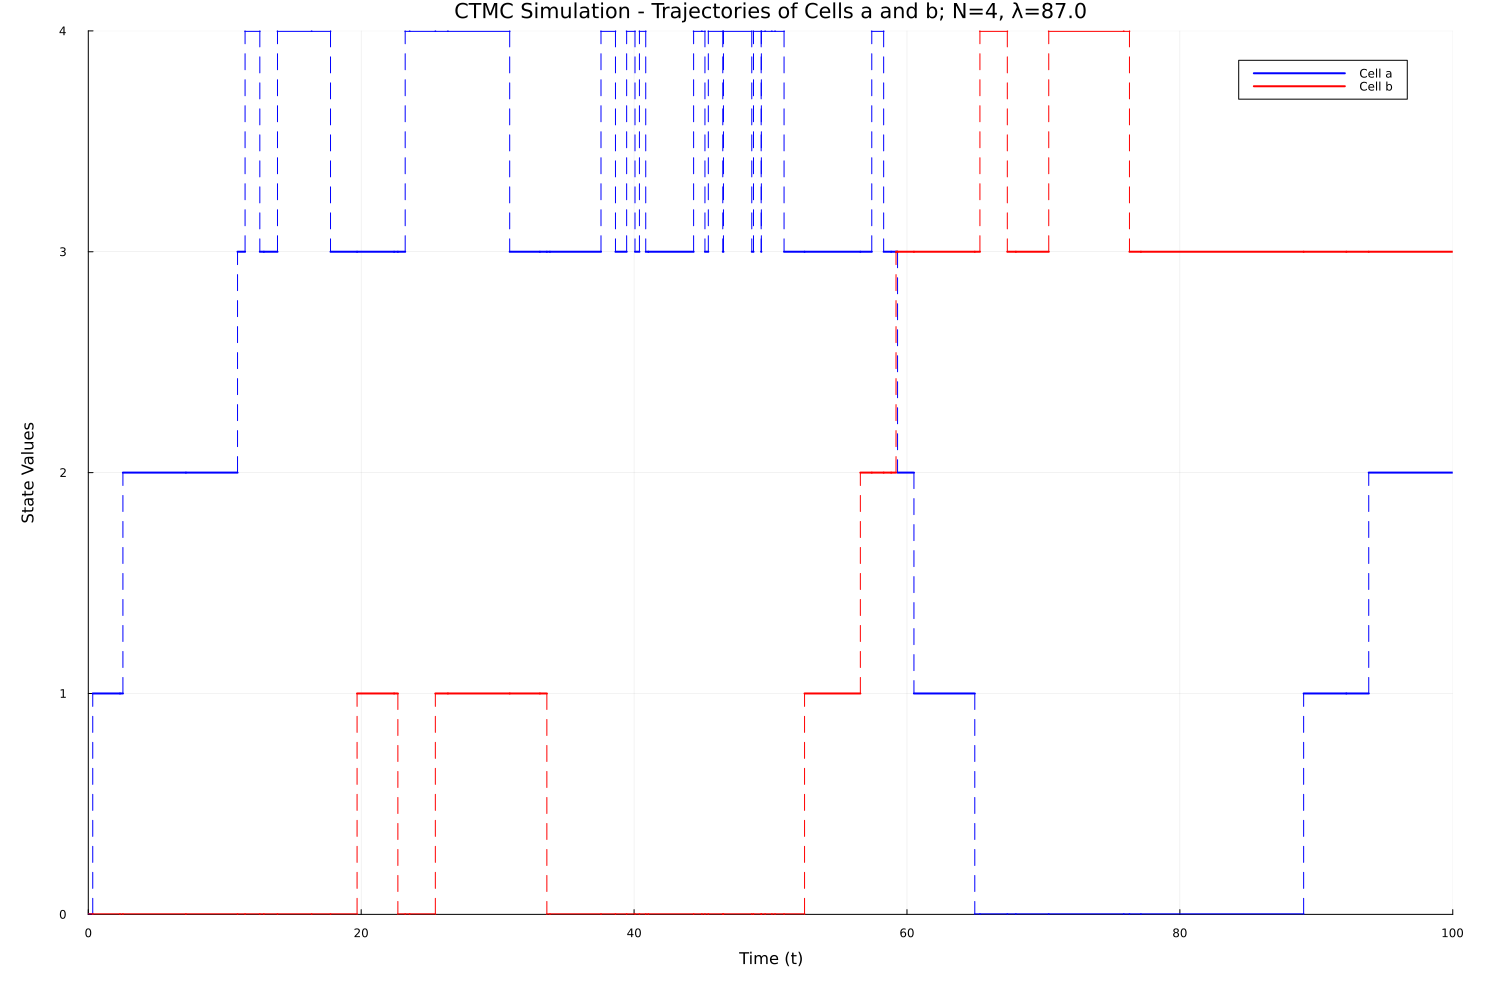 CTMC Simulation - Trajectories of Cells a and b; N=4, λ=87.0
4
3
2
1
0
State Values
Cell a
Cell b
0 20 40 60 80 100
Time (t)